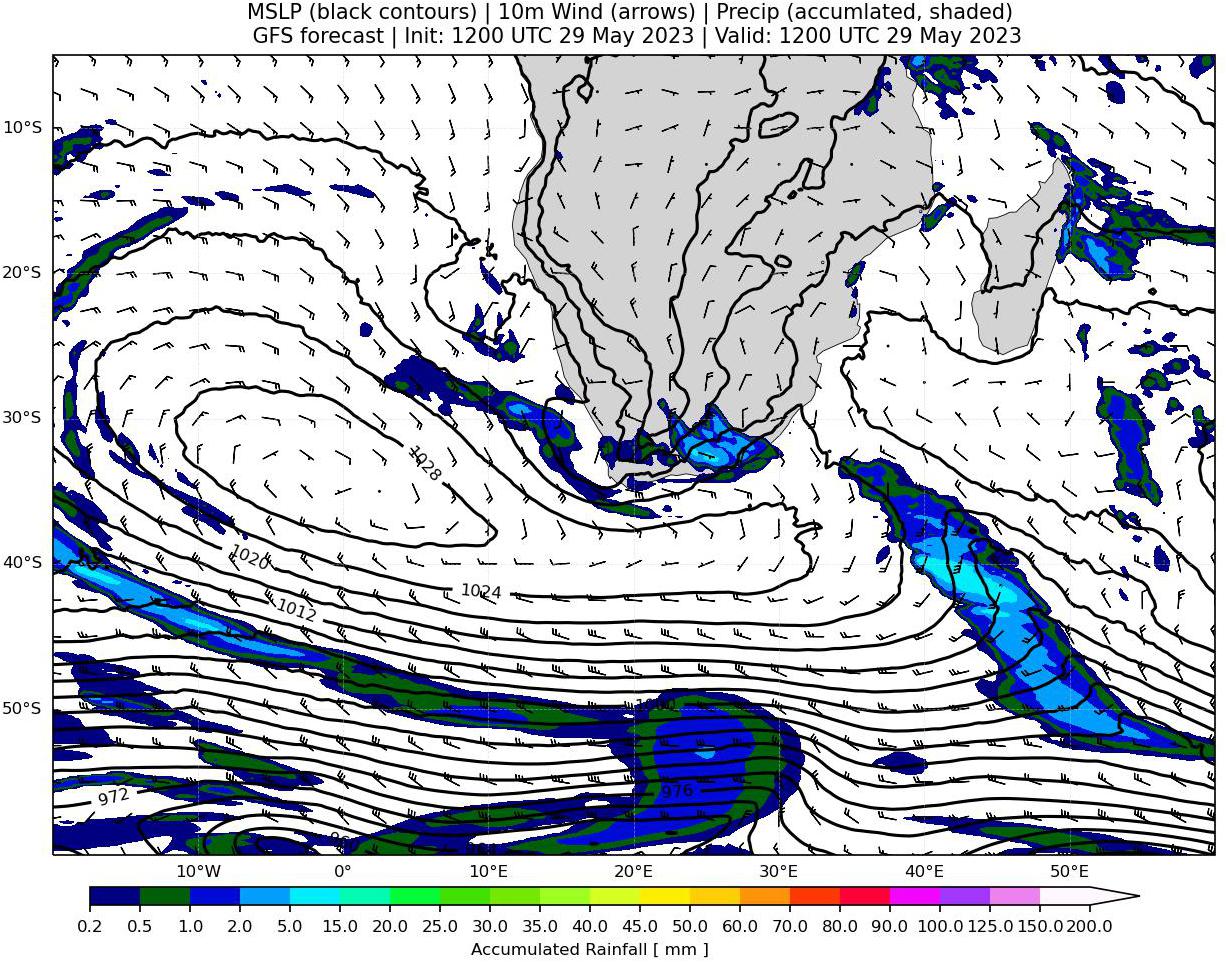 MSLP (black contours) | 10m Wind (arrows) | Precip (accumlated, shaded)
GFS forecast | Init: 1200 UTC 29 May 2023 | Valid: 1200 UTC 29 May 2023
10°S
20°S
30°S
1028
40°S
1020
1024
1012
50°S
1000
972
976
10°W
0°
10°E
20°E
30°E
40°E
50°E
0.2 0.5 1.0 2.0 5.0 10.0 15.0 20.0 25.0 30.0 35.0 40.0 45.0 50.0 60.0 70.0 80.0 90.0 100.0 125.0 150.0 200.0
Accumulated Rainfall [ mm ]